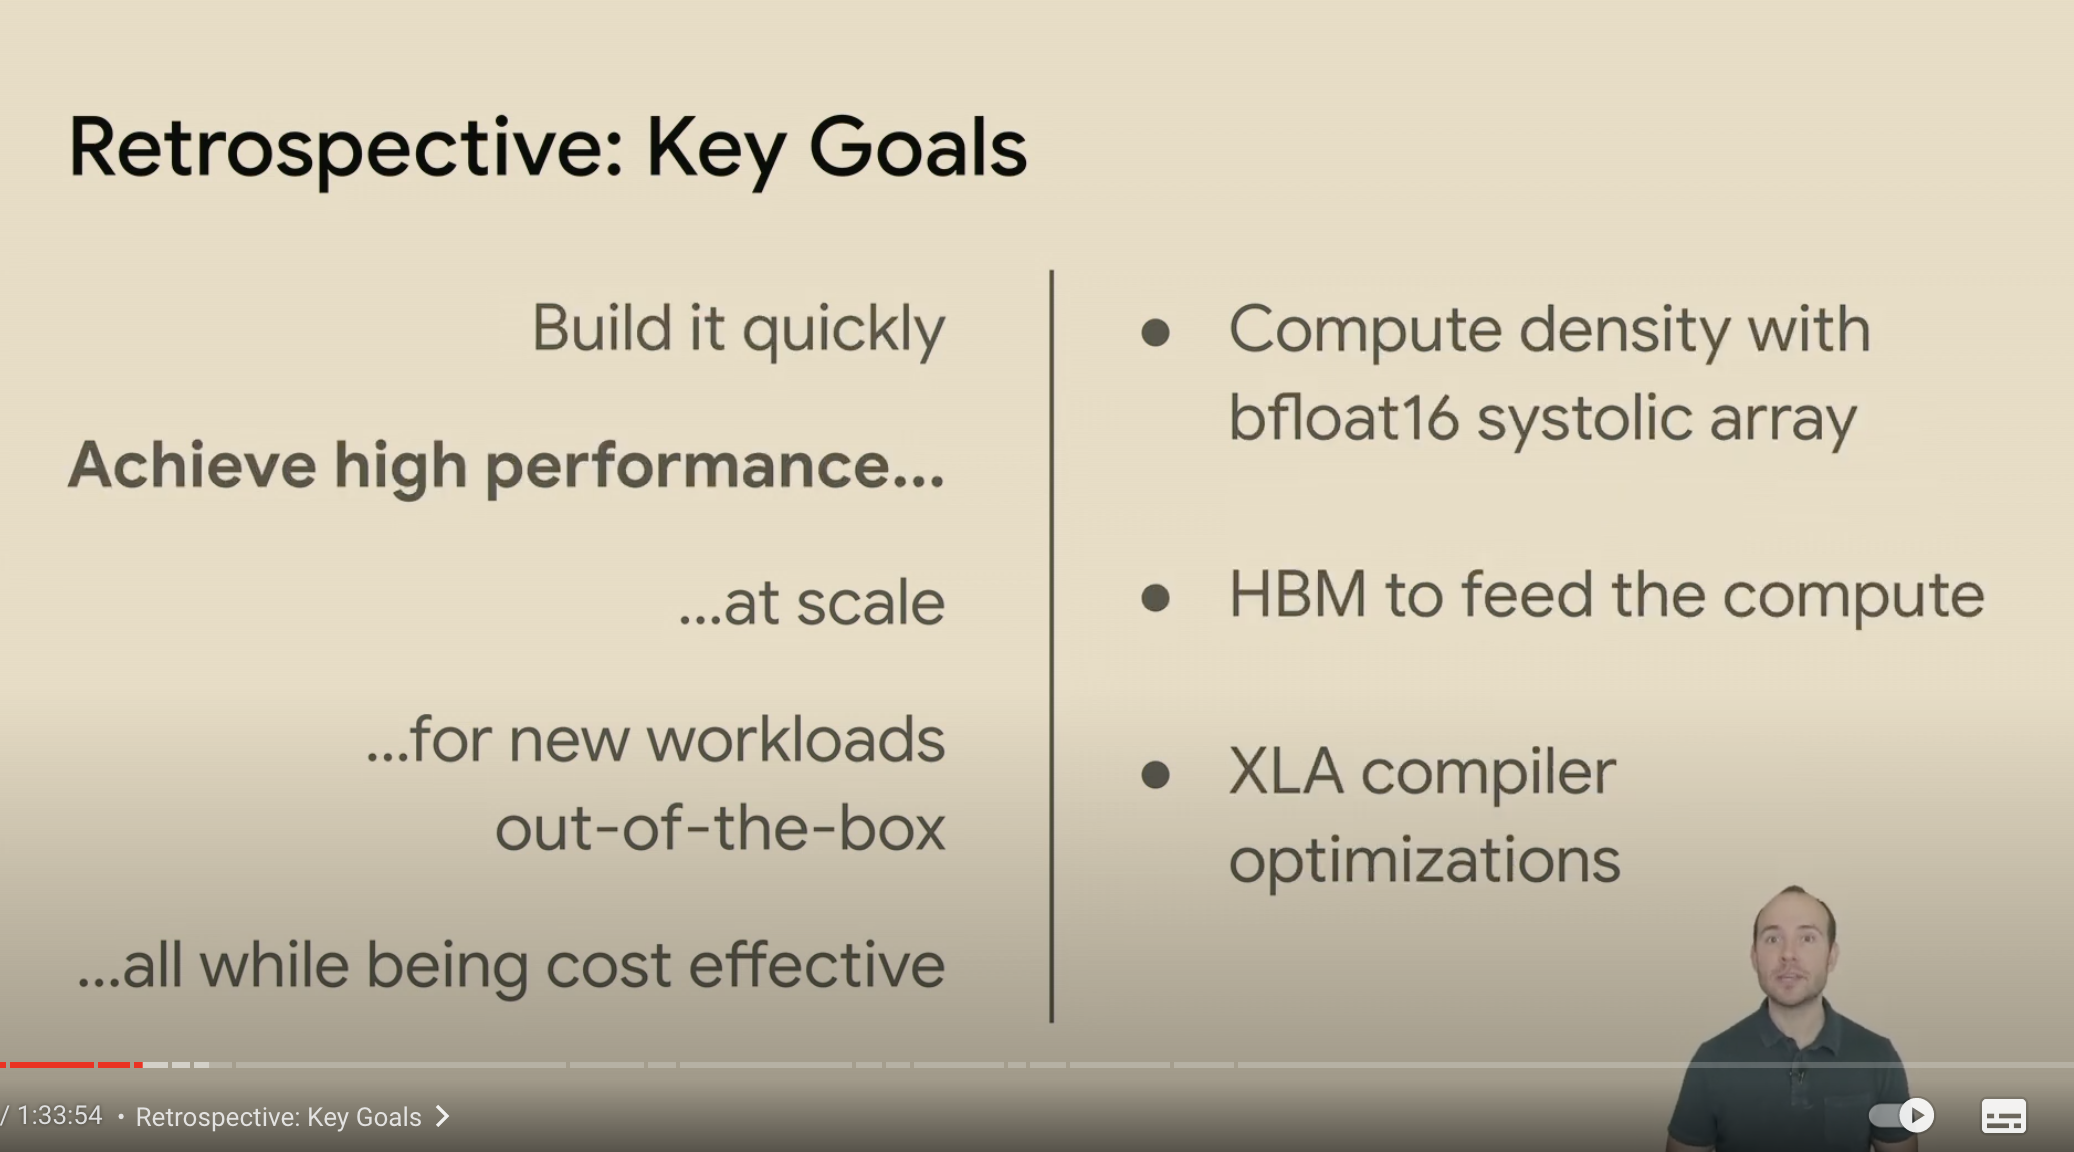 Retrospective: Key Goals
Build it quickly
Achieve high performance...
...at scale
...for new workloads
out-of-the-box
...all while being cost effective
● Compute density with
bfloat16 systolic array
● HBM to feed the compute
● XLA compiler
optimizations
/ 1:33:54 • Retrospective: Key Goals